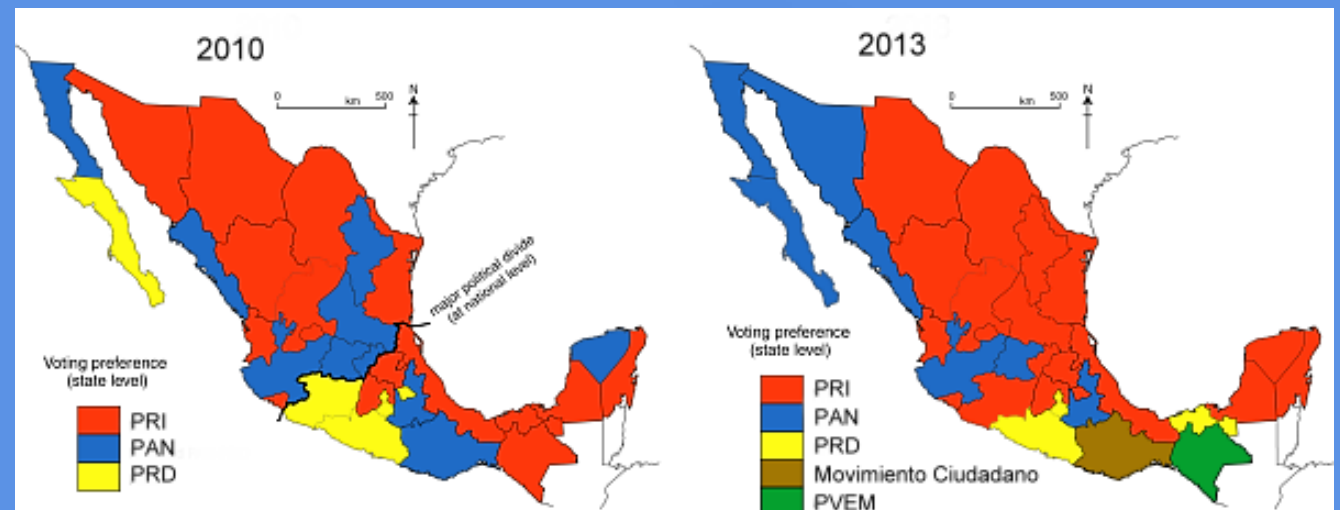 2010
0 km 500
N
major political divide
(at national level)
Voting preference
(state level)
PRI
PAN
PRD
2013
0 km 500
N
Voting preference
(state level)
PRI
PAN
PRD
Movimiento Ciudadano
PVEM